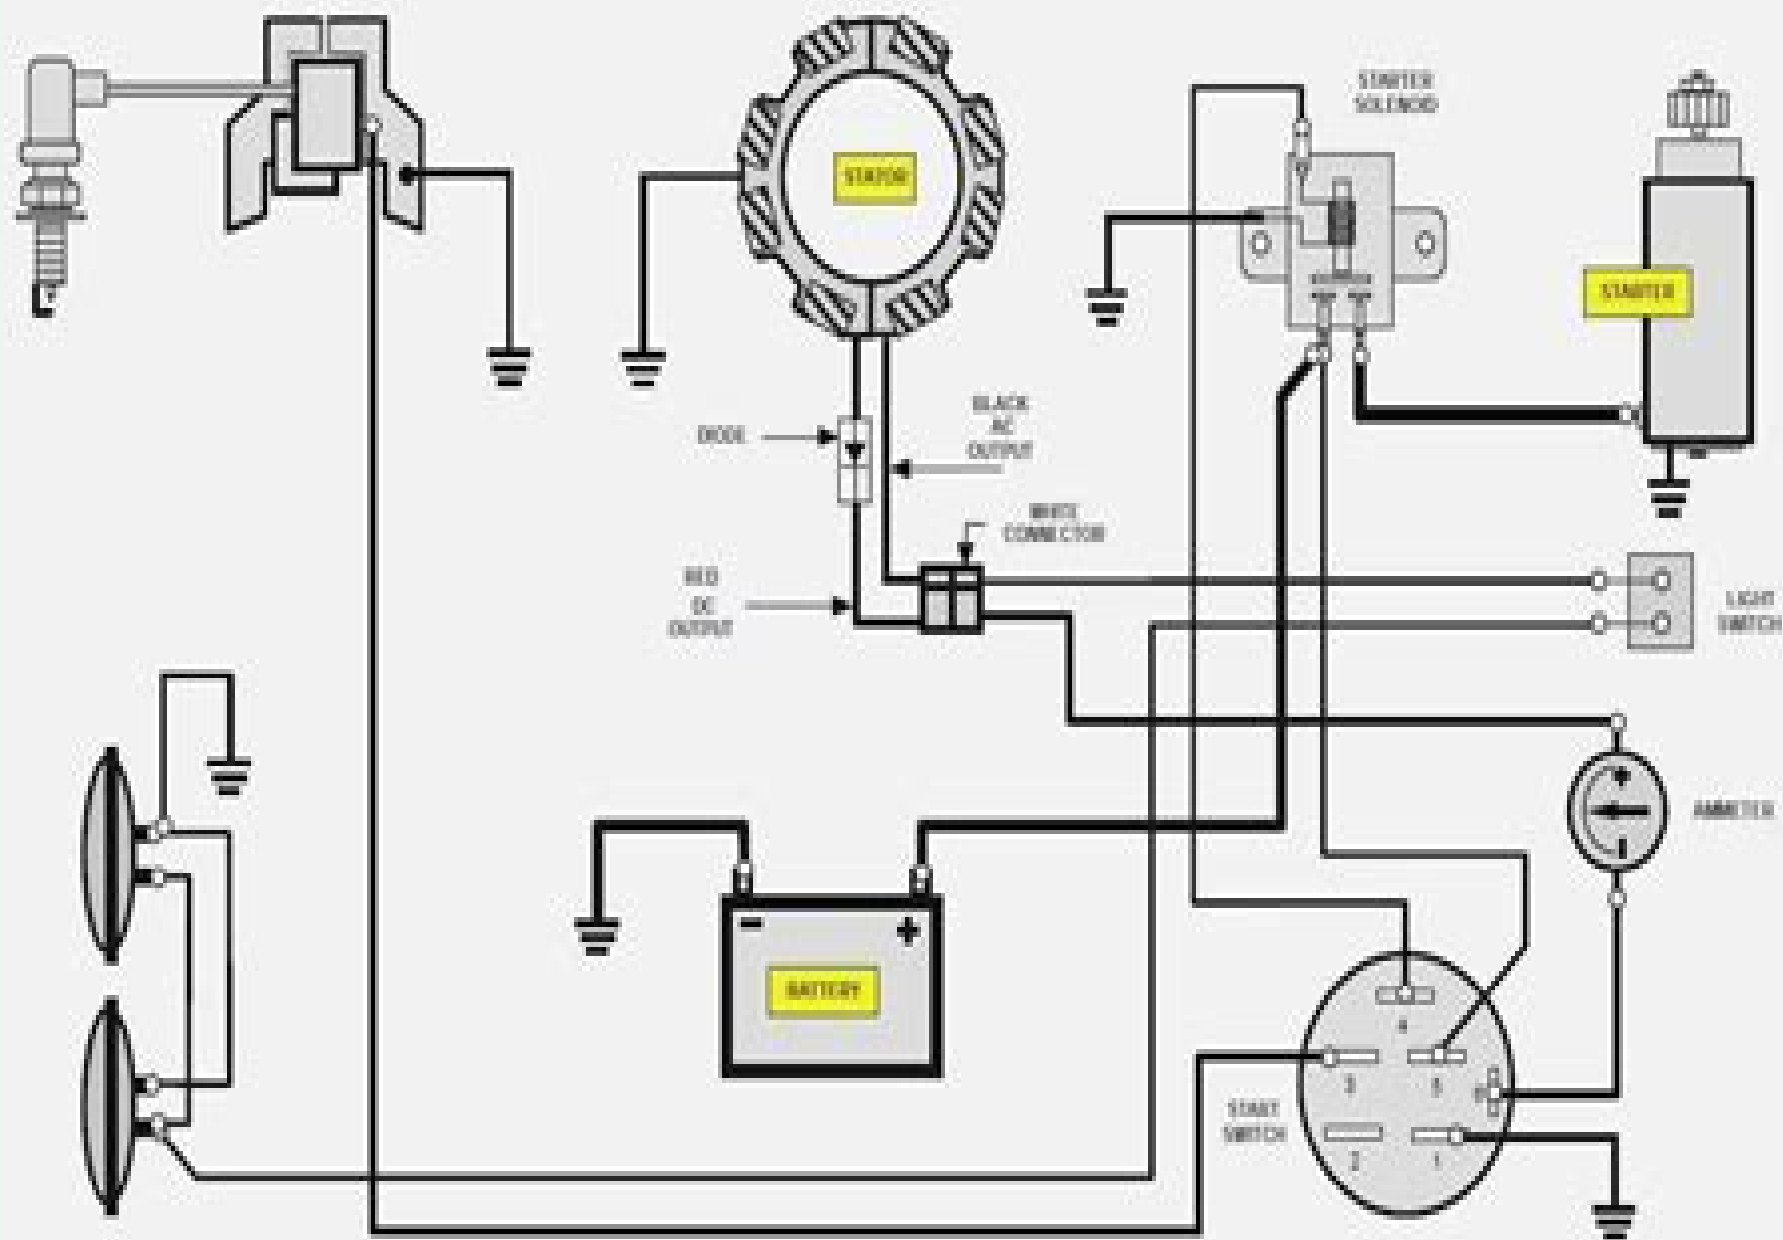 STARTER
SOLENOID
STATOR
STARTER
DIODE
BLACK
AC
OUTPUT
WHITE
CONNECTOR
RED
DC
OUTPUT
LIGHT
SWITCH
AMMETER
- +
BATTERY
4
3 5
START
SWITCH
2 1